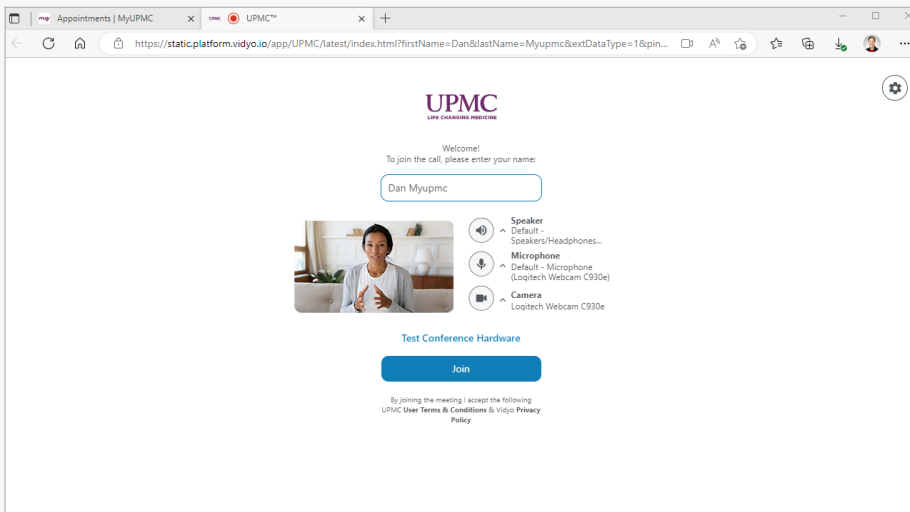 Appointments | MyUPMC
UPMC UPMC™
https://static.platform.vidyo.io/app/UPMC/latest/index.html?firstName=Dan&lastName=Myupmc&extDataType=1&pin...
UPMC
LIFE CHANGING MEDICINE
Welcome!
To join the call, please enter your name:
Dan Myupmc
Speaker
Default -
Speakers/Headphones...
Microphone
Default - Microphone
(Logitech Webcam C930e)
Camera
Logitech Webcam C930e
Test Conference Hardware
Join
By joining the meeting I accept the following
UPMC User Terms & Conditions & Vidyo Privacy
Policy